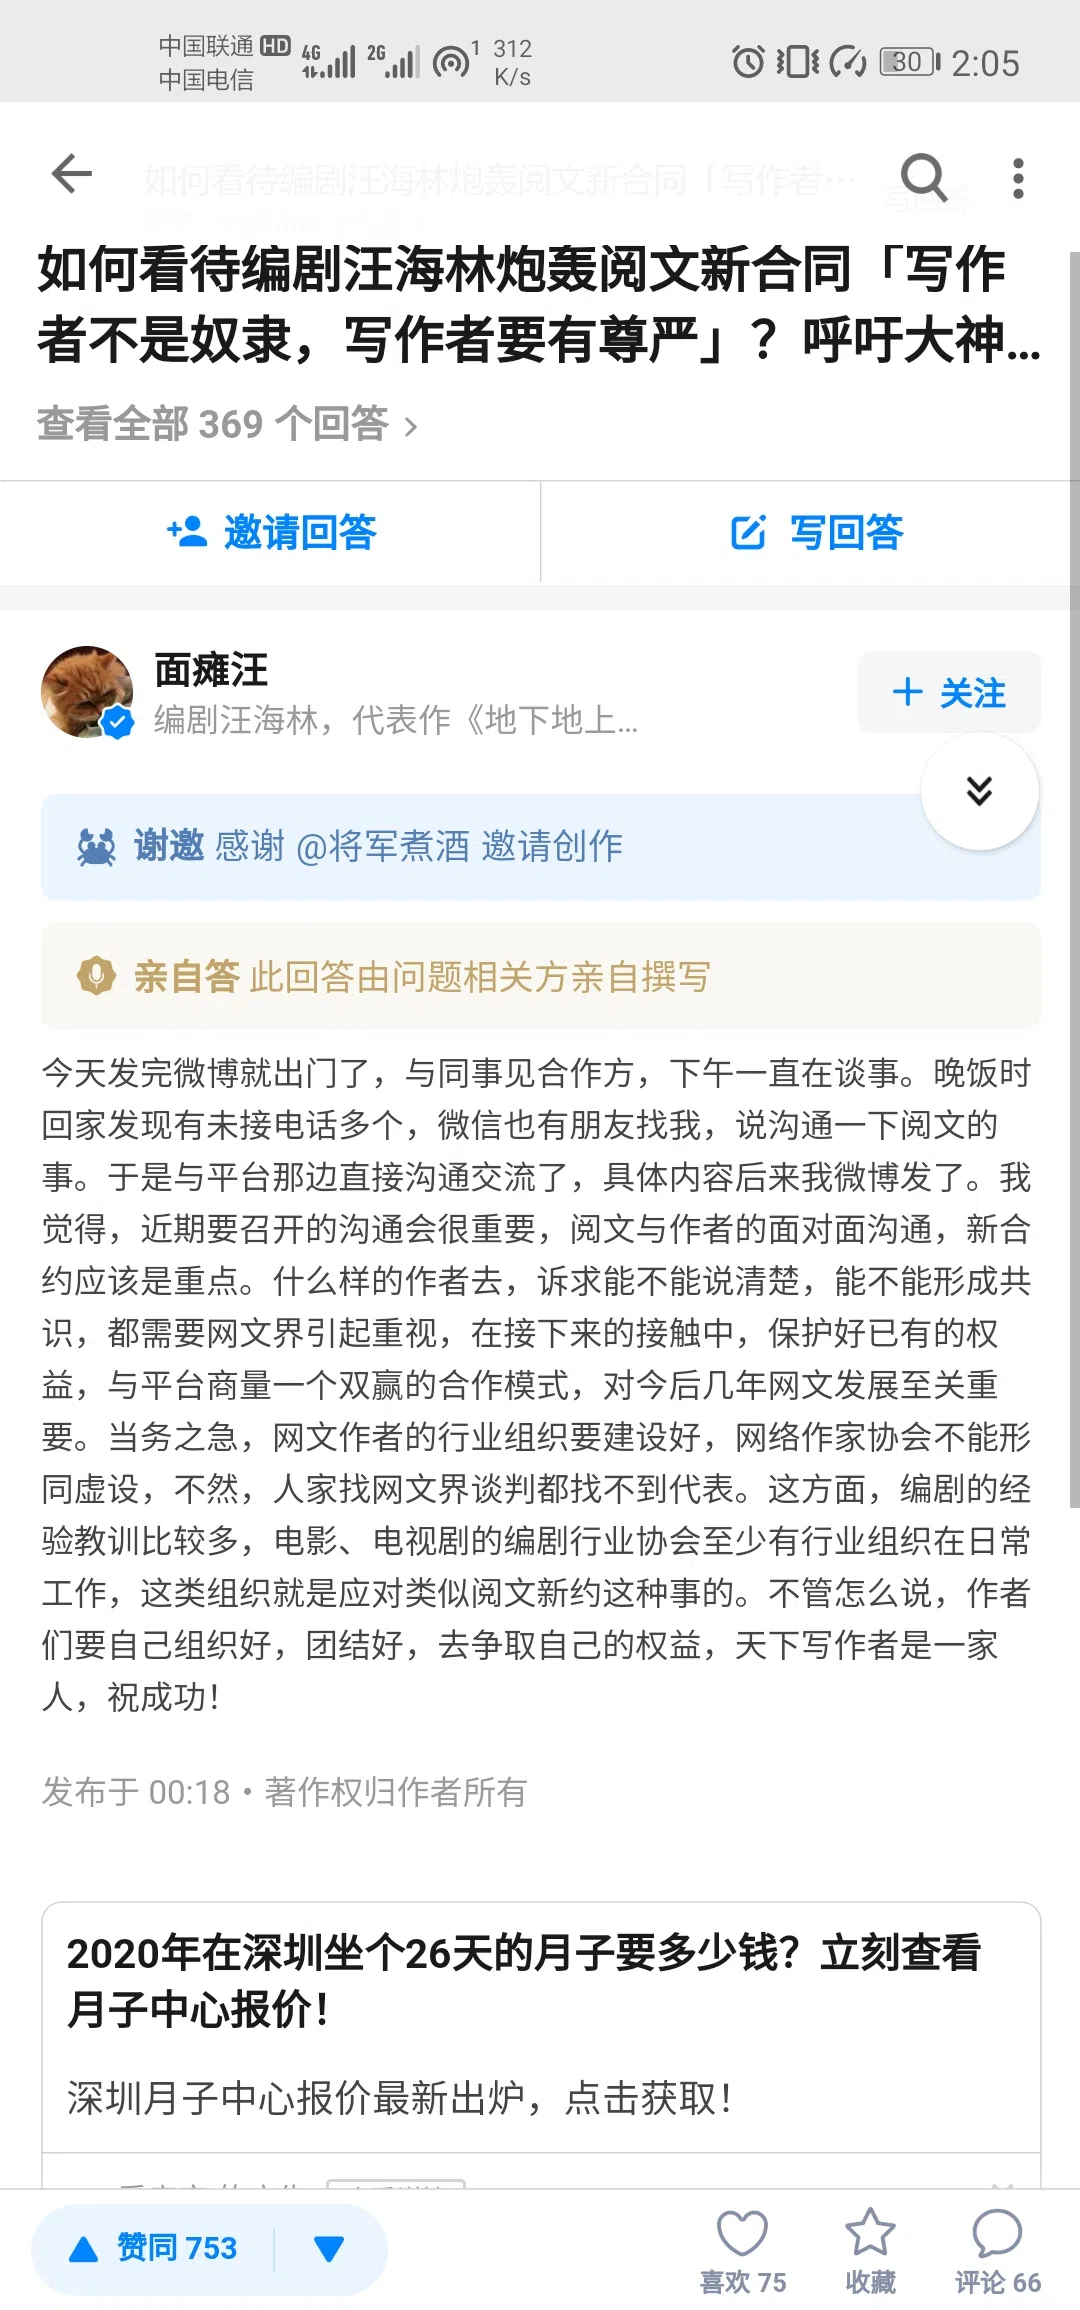 中国联通 HD 4G 2G 1 312
中国电信 K/s
30 2:05
如何看待编剧汪海林炮轰阅文新合同「写作者…
如何看待编剧汪海林炮轰阅文新合同「写作
者不是奴隶，写作者要有尊严」？呼吁大神...
查看全部 369 个回答 ›
邀请回答
写回答
面瘫汪
编剧汪海林，代表作《地下地上...
+ 关注
谢邀 感谢 @将军煮酒 邀请创作
亲自答 此回答由问题相关方亲自撰写
今天发完微博就出门了，与同事见合作方，下午一直在谈事。晚饭时
回家发现有未接电话多个，微信也有朋友找我，说沟通一下阅文的
事。于是与平台那边直接沟通交流了，具体内容后来我微博发了。我
觉得，近期要召开的沟通会很重要，阅文与作者的面对面沟通，新合
约应该是重点。什么样的作者去，诉求能不能说清楚，能不能形成共
识，都需要网文界引起重视，在接下来的接触中，保护好已有的权
益，与平台商量一个双赢的合作模式，对今后几年网文发展至关重
要。当务之急，网文作者的行业组织要建设好，网络作家协会不能形
同虚设，不然，人家找网文界谈判都找不到代表。这方面，编剧的经
验教训比较多，电影、电视剧的编剧行业协会至少有行业组织在日常
工作，这类组织就是应对类似阅文新约这种事的。不管怎么说，作者
们要自己组织好，团结好，去争取自己的权益，天下写作者是一家
人，祝成功！
发布于 00:18 · 著作权归作者所有
2020年在深圳坐个26天的月子要多少钱？立刻查看
月子中心报价！
深圳月子中心报价最新出炉，点击获取！
赞同 753
喜欢 75
收藏
评论 66